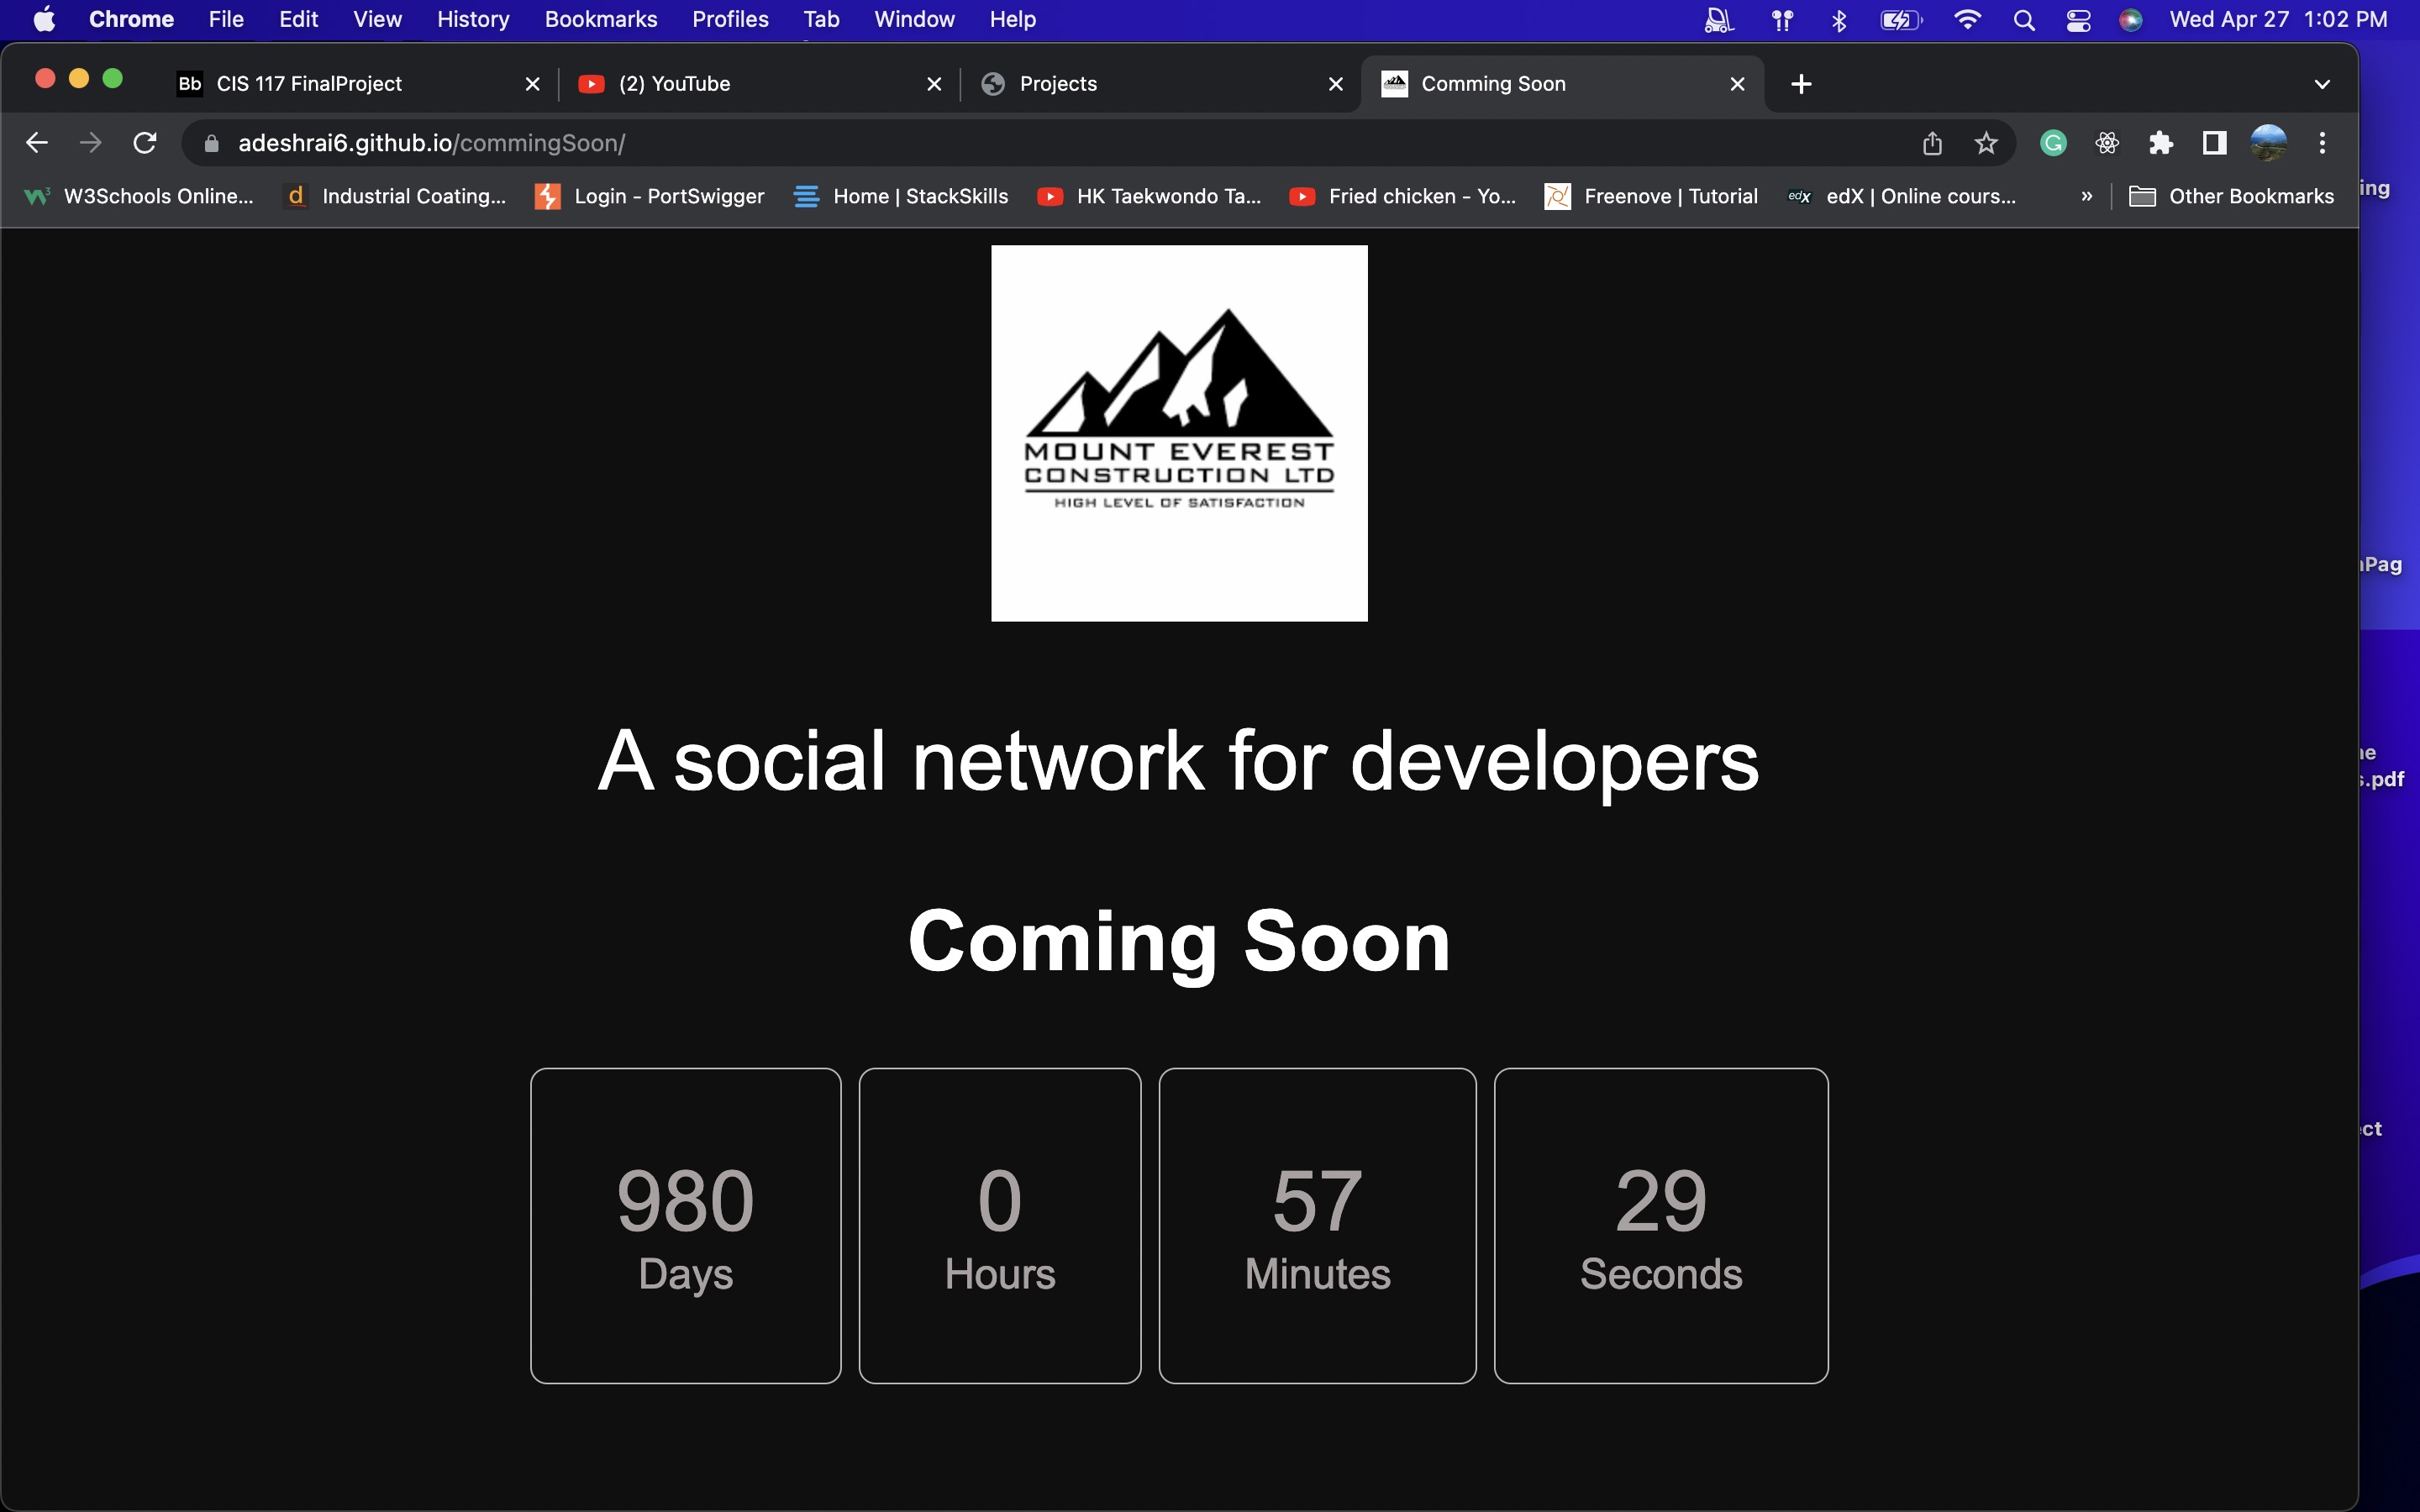 Chrome File Edit View History Bookmarks Profiles Tab Window Help Wed Apr 27 1:02 PM
Bb CIS 117 FinalProject (2) YouTube Projects Comming Soon
adeshrai6.github.io/commingSoon/
W3Schools Online... d Industrial Coating... Login - PortSwigger Home | StackSkills HK Taekwondo Ta... Fried chicken - Yo... Freenove | Tutorial edX edX | Online cours... » Other Bookmarks
ing
MOUNT EVEREST
CONSTRUCTION LTD
HIGH LEVEL OF SATISFACTION
Pag
A social network for developers
s.pdf
Coming Soon
ect
980 0 57 29
Days Hours Minutes Seconds